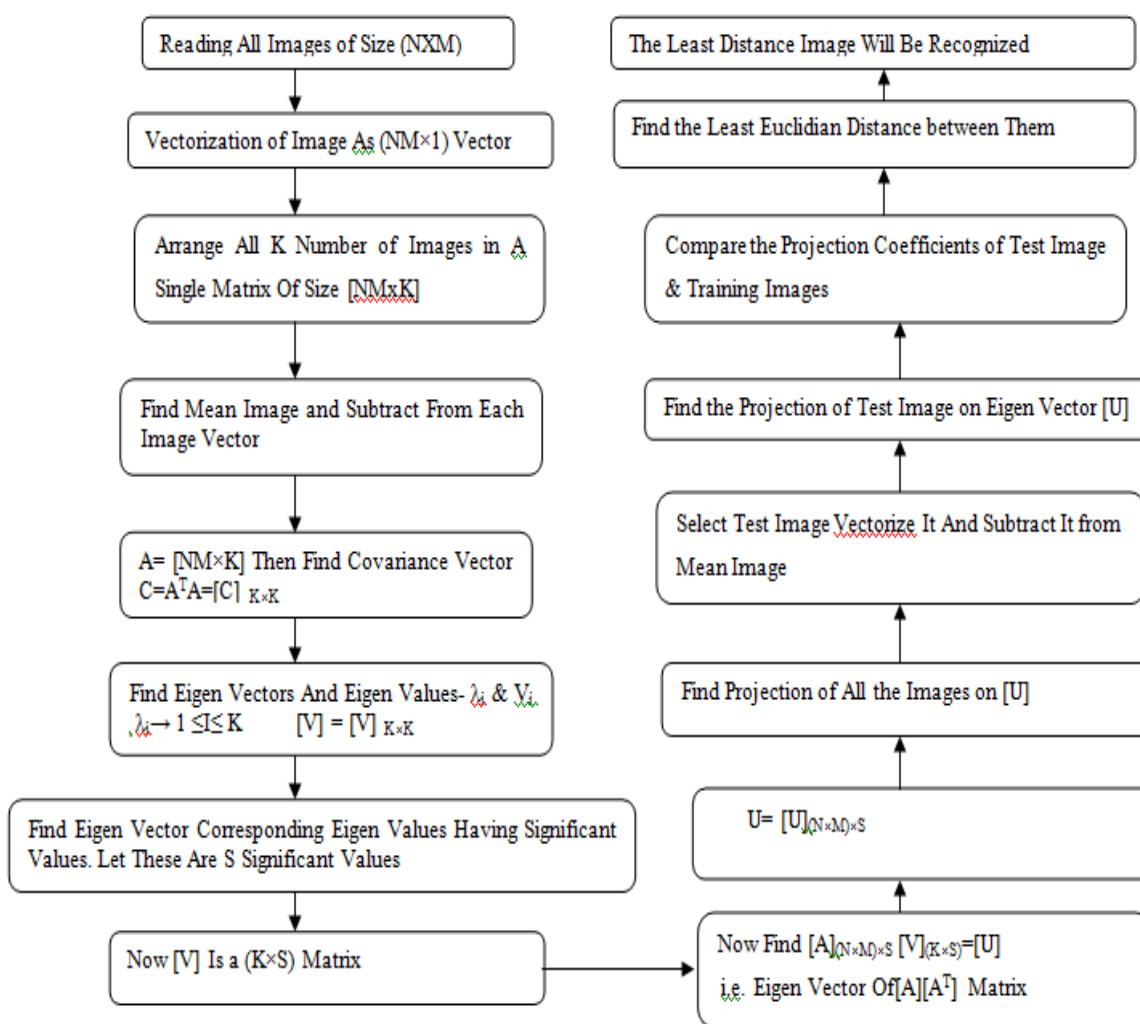 Reading All Images of Size (NXM)
Vectorization of Image As (NM×1) Vector
Arrange All K Number of Images in A
Single Matrix Of Size [NMxK]
Find Mean Image and Subtract From Each
Image Vector
A= [NM×K] Then Find Covariance Vector
C=AᵀA=[C] K×K
Find Eigen Vectors And Eigen Values- λi & Vi,
,λi→ 1 ≤I≤ K [V] = [V] K×K
Find Eigen Vector Corresponding Eigen Values Having Significant
Values. Let These Are S Significant Values
Now [V] Is a (K×S) Matrix
Now Find [A](N×M)×S [V](K×S)=[U]
i.e. Eigen Vector Of[A][Aᵀ] Matrix
U= [U](N×M)×S
Find Projection of All the Images on [U]
Select Test Image Vectorize It And Subtract It from
Mean Image
Find the Projection of Test Image on Eigen Vector [U]
Compare the Projection Coefficients of Test Image
& Training Images
Find the Least Euclidian Distance between Them
The Least Distance Image Will Be Recognized